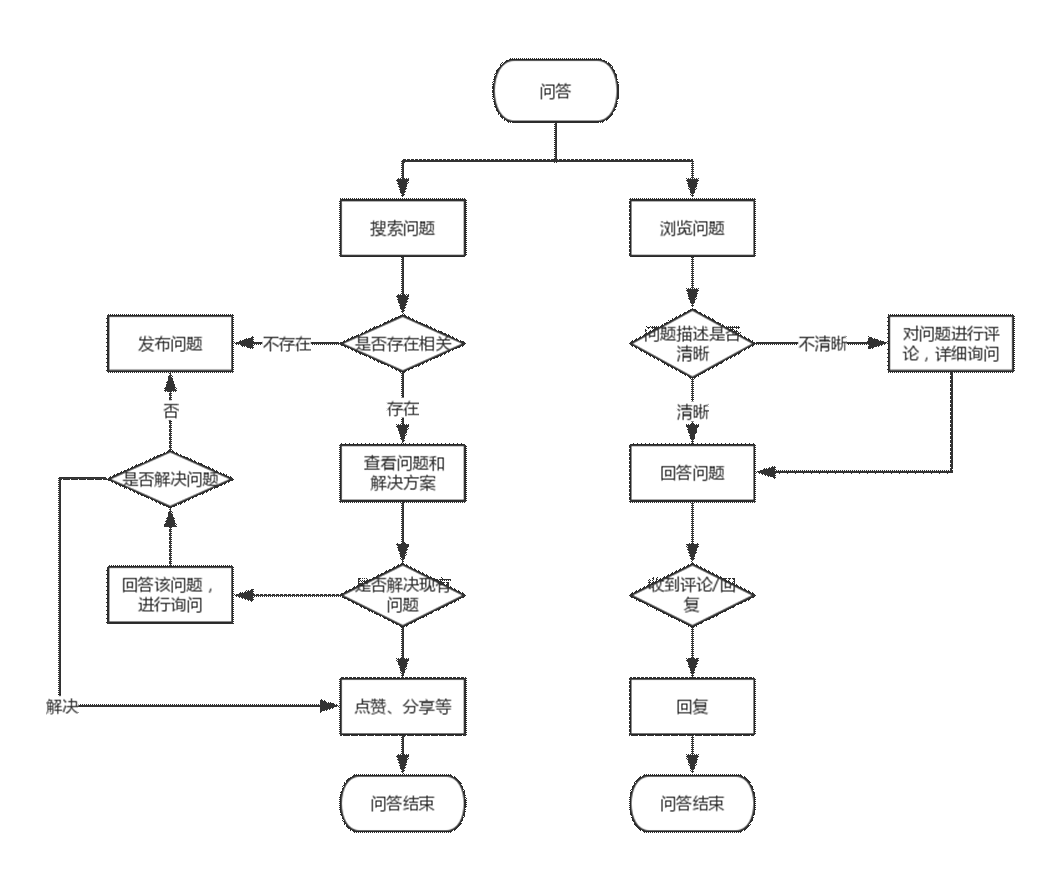 问答
搜索问题
浏览问题
发布问题
不存在
是否存在相关
问题描述是否
清晰
不清晰
对问题进行评
论，详细询问
否
存在
清晰
是否解决问题
查看问题和
解决方案
回答问题
回答该问题，
进行询问
是否解决现有
问题
收到评论/回
复
解决
点赞、分享等
回复
问答结束
问答结束